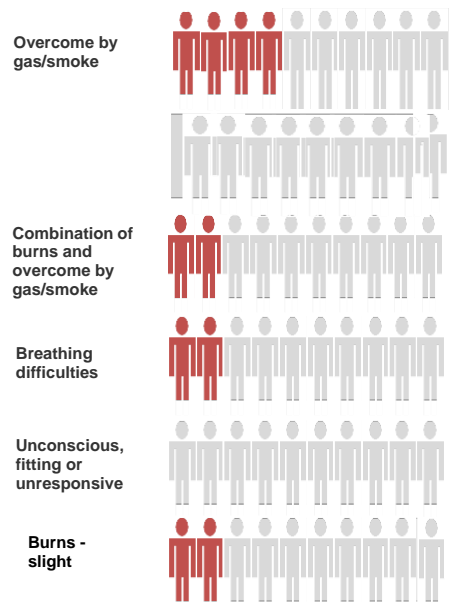 Overcome by
gas/smoke
Combination of
burns and
overcome by
gas/smoke
Breathing
difficulties
Unconscious,
fitting or
unresponsive
Burns -
slight